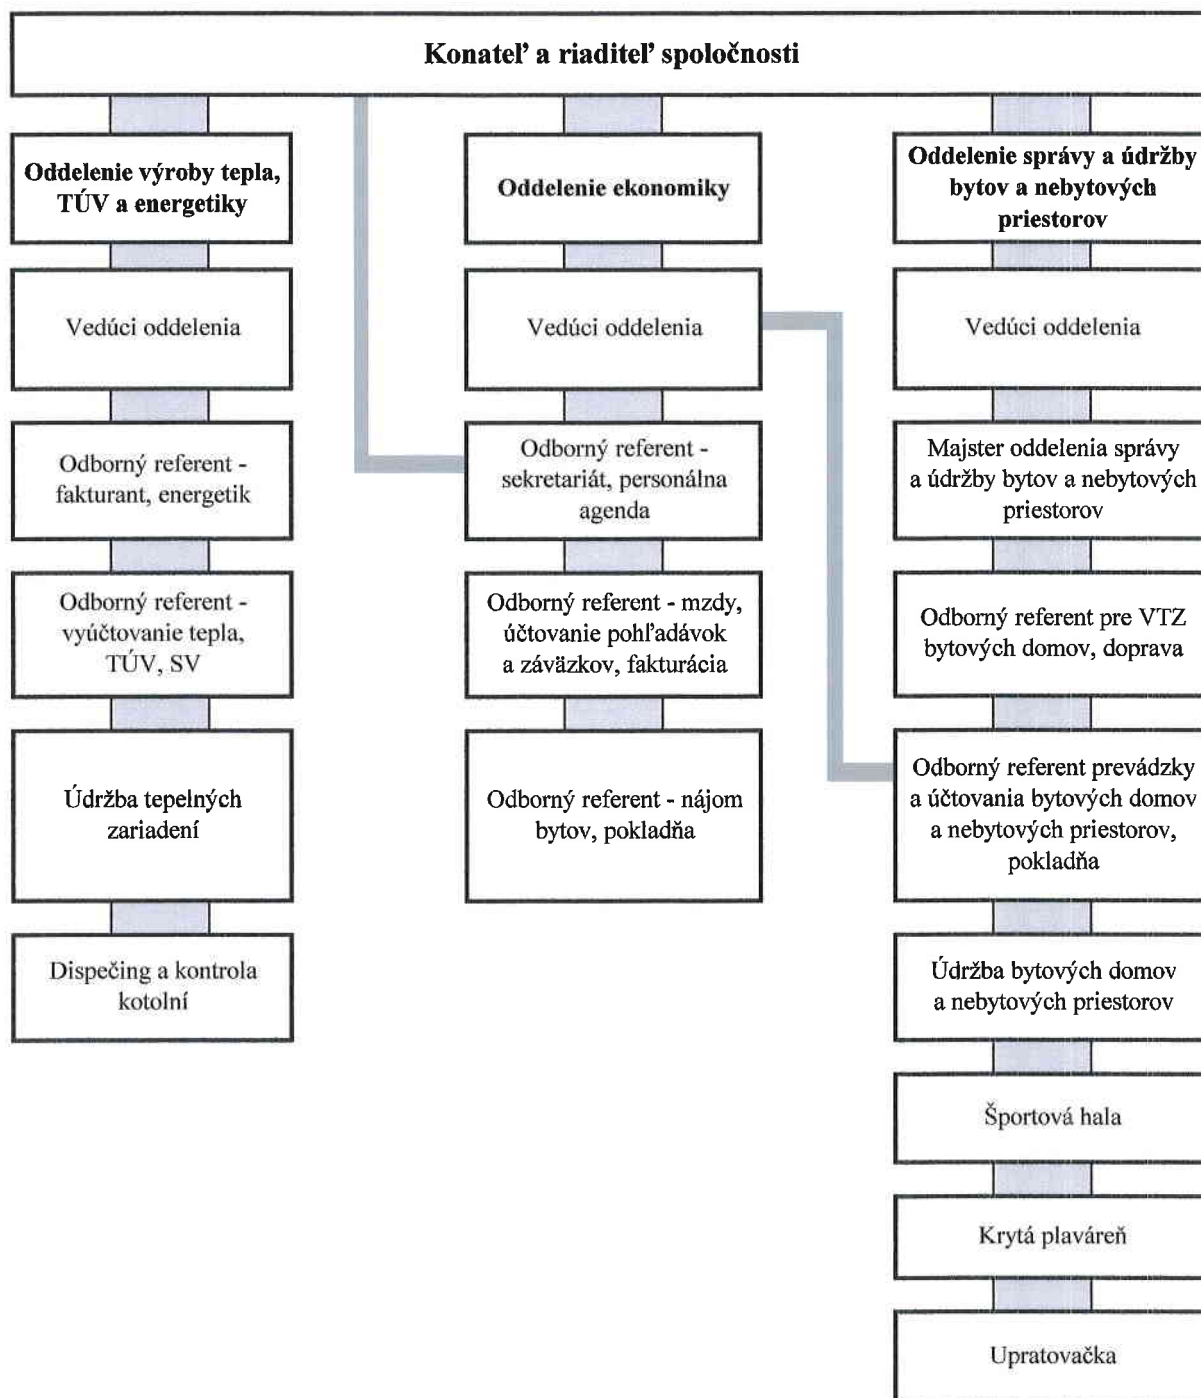 Konateľ a riaditeľ spoločnosti
Oddelenie výroby tepla,
TÚV a energetiky
Vedúci oddelenia
Odborný referent -
fakturant, energetik
Odborný referent -
vyúčtovanie tepla,
TÚV, SV
Údržba tepelných
zariadení
Dispečing a kontrola
kotolní
Oddelenie ekonomiky
Vedúci oddelenia
Odborný referent -
sekretariát, personálna
agenda
Odborný referent - mzdy,
účtovanie pohľadávok
a záväzkov, fakturácia
Odborný referent - nájom
bytov, pokladňa
Oddelenie správy a údržby
bytov a nebytových
priestorov
Vedúci oddelenia
Majster oddelenia správy
a údržby bytov a nebytových
priestorov
Odborný referent pre VTZ
bytových domov, doprava
Odborný referent prevádzky
a účtovania bytových domov
a nebytových priestorov,
pokladňa
Údržba bytových domov
a nebytových priestorov
Športová hala
Krytá plaváreň
Upratovačka